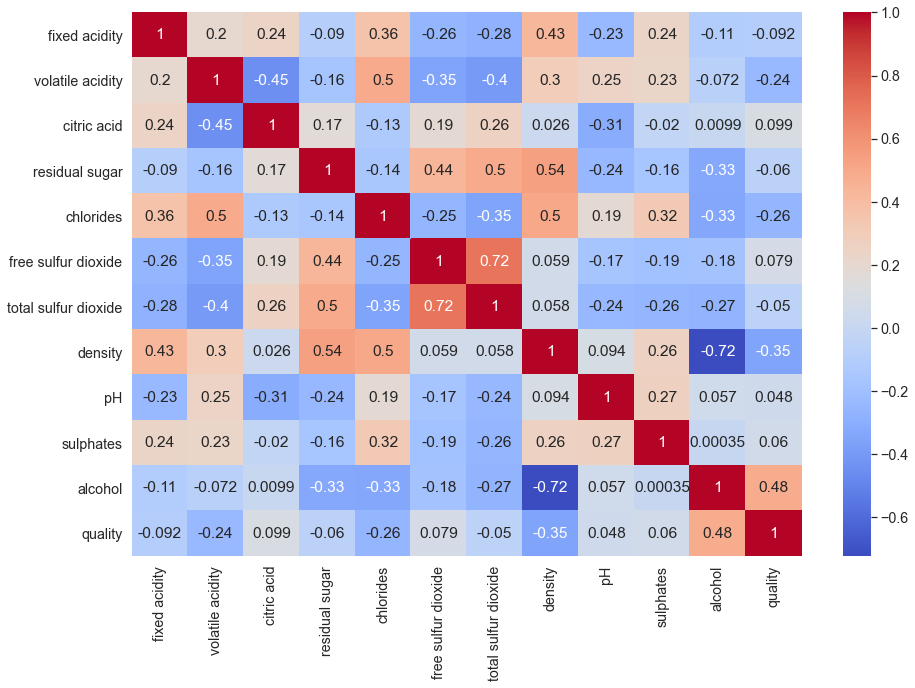 fixed acidity 1 0.2 0.24 -0.09 0.36 -0.26 -0.28 0.43 -0.23 0.24 -0.11 -0.092
volatile acidity 0.2 1 -0.45 -0.16 0.5 -0.35 -0.4 0.3 0.25 0.23 -0.072 -0.24
citric acid 0.24 -0.45 1 0.17 -0.13 0.19 0.26 0.026 -0.31 -0.02 0.0099 0.099
residual sugar -0.09 -0.16 0.17 1 -0.14 0.44 0.5 0.54 -0.24 -0.16 -0.33 -0.06
chlorides 0.36 0.5 -0.13 -0.14 1 -0.25 -0.35 0.5 0.19 0.32 -0.33 -0.26
free sulfur dioxide -0.26 -0.35 0.19 0.44 -0.25 1 0.72 0.059 -0.17 -0.19 -0.18 0.079
total sulfur dioxide -0.28 -0.4 0.26 0.5 -0.35 0.72 1 0.058 -0.24 -0.26 -0.27 -0.05
density 0.43 0.3 0.026 0.54 0.5 0.059 0.058 1 0.094 0.26 -0.72 -0.35
pH -0.23 0.25 -0.31 -0.24 0.19 -0.17 -0.24 0.094 1 0.27 0.057 0.048
sulphates 0.24 0.23 -0.02 -0.16 0.32 -0.19 -0.26 0.26 0.27 1 0.00035 0.06
alcohol -0.11 -0.072 0.0099 -0.33 -0.33 -0.18 -0.27 -0.72 0.057 0.00035 1 0.48
quality -0.092 -0.24 0.099 -0.06 -0.26 0.079 -0.05 -0.35 0.048 0.06 0.48 1
fixed acidity
volatile acidity
citric acid
residual sugar
chlorides
free sulfur dioxide
total sulfur dioxide
density
pH
sulphates
alcohol
quality
1.0
0.8
0.6
0.4
0.2
0.0
−0.2
−0.4
−0.6